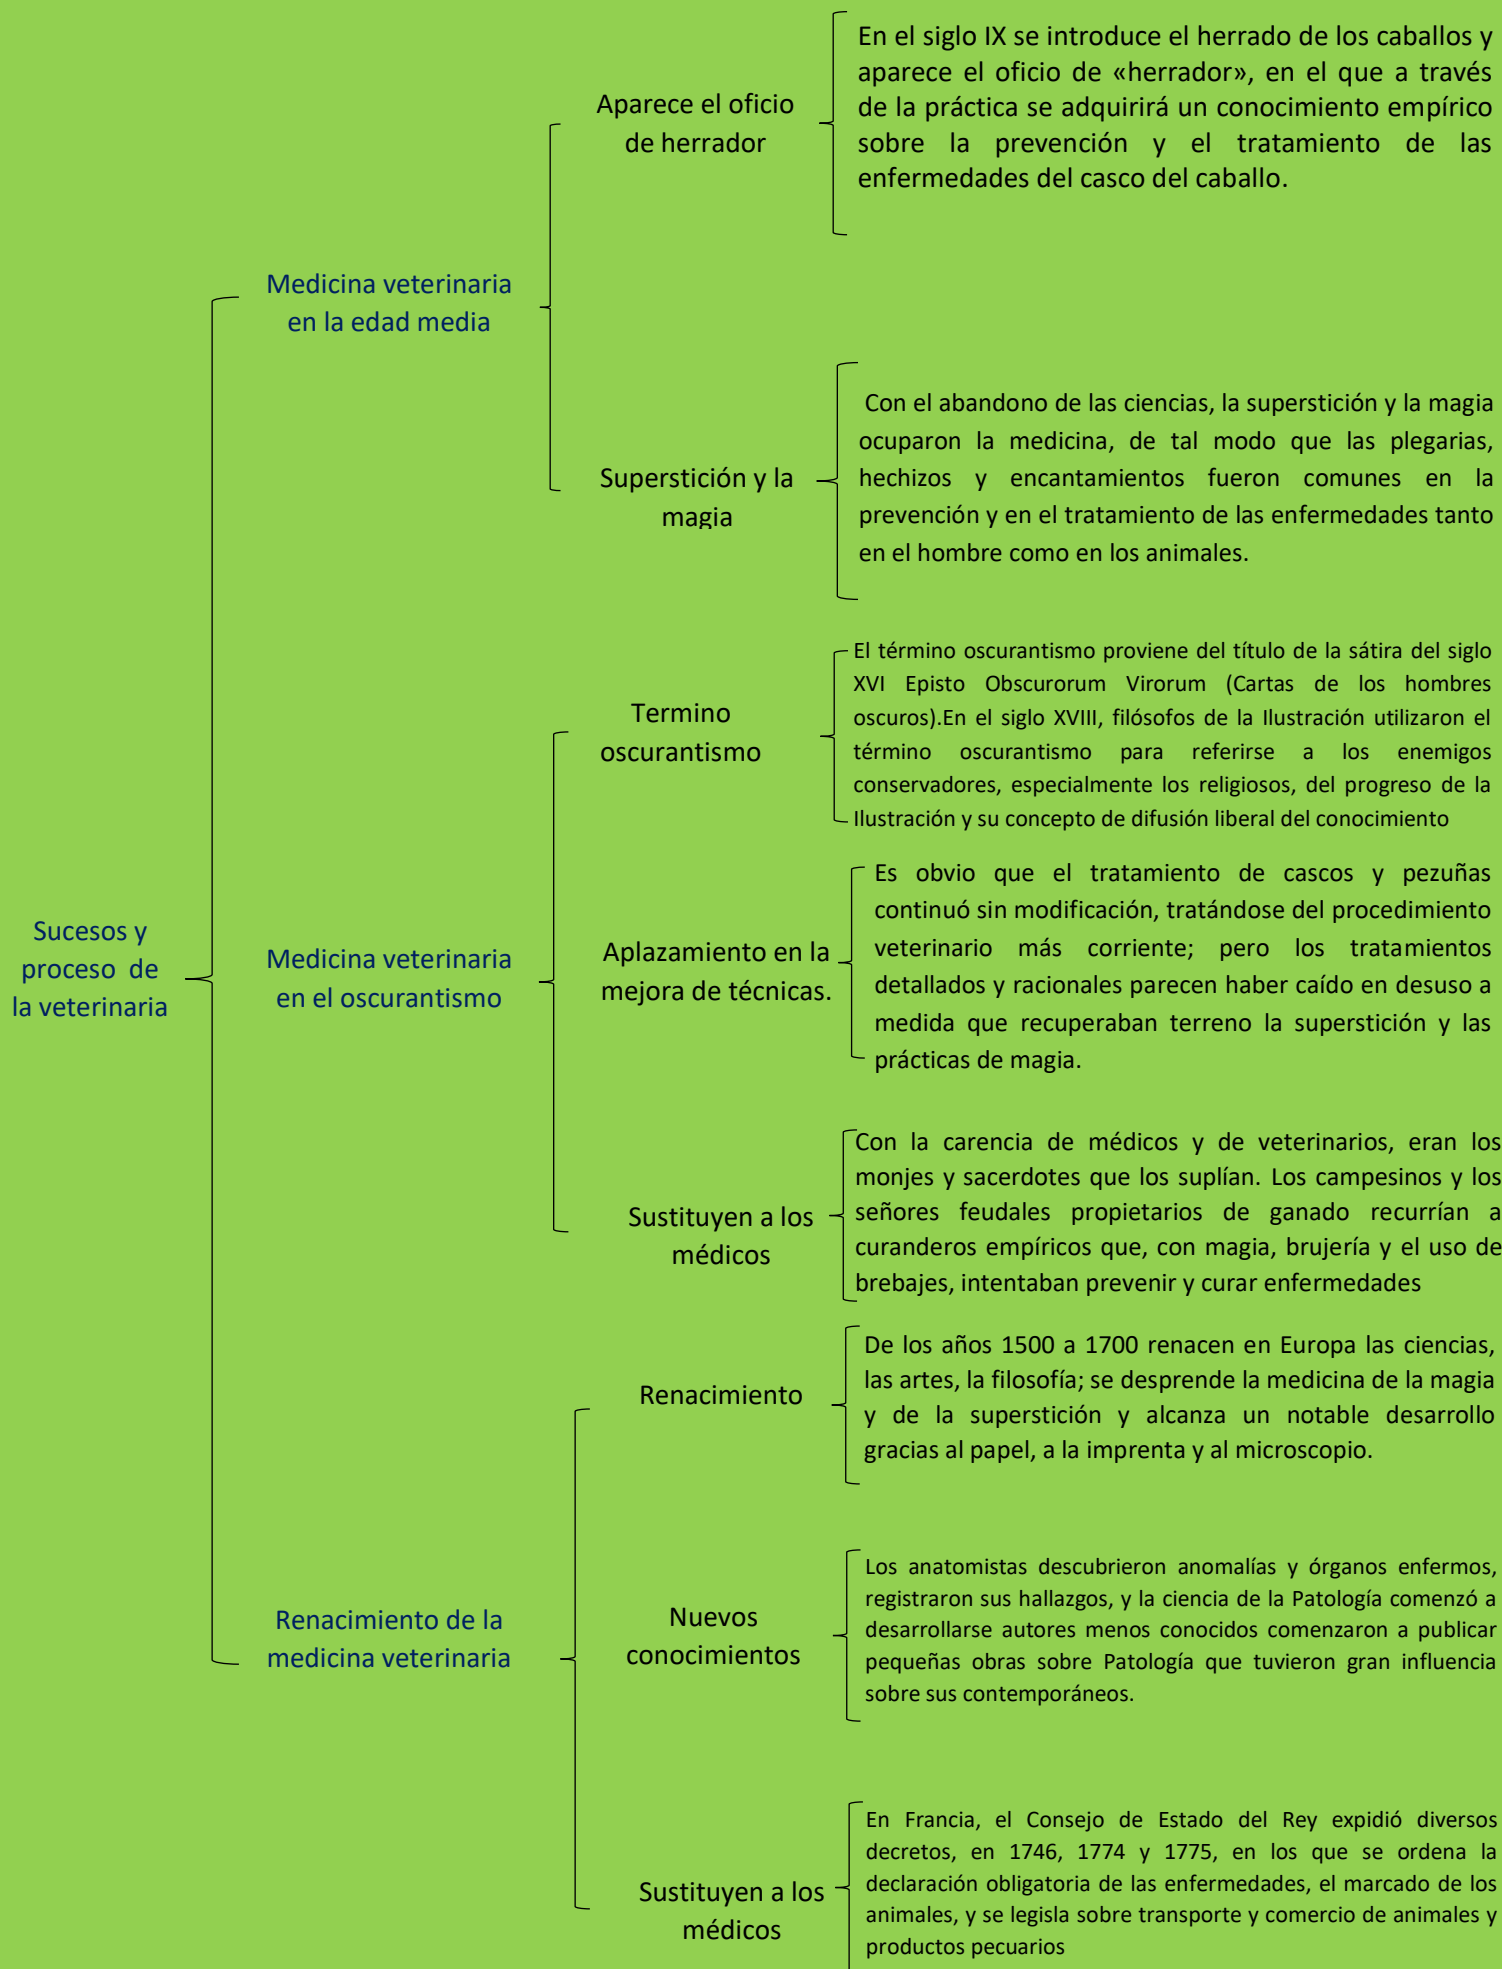 Sucesos y
proceso  de
la veterinaria
Medicina veterinaria
en la edad media
Aparece el oficio
de herrador
En el siglo IX se introduce el herrado de los caballos y
aparece el oficio de «herrador», en el que a través
de la práctica se adquirirá un conocimiento empírico
sobre la prevención y el tratamiento de las
enfermedades del casco del caballo.
Superstición y la
magia
Con el abandono de las ciencias, la superstición y la magia
ocuparon la medicina, de tal modo que las plegarias,
hechizos y encantamientos fueron comunes en la
prevención y en el tratamiento de las enfermedades tanto
en el hombre como en los animales.
Medicina veterinaria
en el oscurantismo
Termino
oscurantismo
El término oscurantismo proviene del título de la sátira del siglo
XVI Episto Obscurorum Virorum (Cartas de los hombres
oscuros).En el siglo XVIII, filósofos de la Ilustración utilizaron el
término oscurantismo para referirse a los enemigos
conservadores, especialmente los religiosos, del progreso de la
Ilustración y su concepto de difusión liberal del conocimiento
Aplazamiento en la
mejora de técnicas.
Es obvio que el tratamiento de cascos y pezuñas
continuó sin modificación, tratándose del procedimiento
veterinario más corriente; pero los tratamientos
detallados y racionales parecen haber caído en desuso a
medida que recuperaban terreno la superstición y las
prácticas de magia.
Sustituyen a los
médicos
Con la carencia de médicos y de veterinarios, eran los
monjes y sacerdotes que los suplían. Los campesinos y los
señores feudales propietarios de ganado recurrían a
curanderos empíricos que, con magia, brujería y el uso de
brebajes, intentaban prevenir y curar enfermedades
Renacimiento de la
medicina veterinaria
Renacimiento
De los años 1500 a 1700 renacen en Europa las ciencias,
las artes, la filosofía; se desprende la medicina de la magia
y de la superstición y alcanza un notable desarrollo
gracias al papel, a la imprenta y al microscopio.
Nuevos
conocimientos
Los anatomistas descubrieron anomalías y órganos enfermos,
registraron sus hallazgos, y la ciencia de la Patología comenzó a
desarrollarse autores menos conocidos comenzaron a publicar
pequeñas obras sobre Patología que tuvieron gran influencia
sobre sus contemporáneos.
Sustituyen a los
médicos
En Francia, el Consejo de Estado del Rey expidió diversos
decretos, en 1746, 1774 y 1775, en los que se ordena la
declaración obligatoria de las enfermedades, el marcado de los
animales, y se legisla sobre transporte y comercio de animales y
productos pecuarios